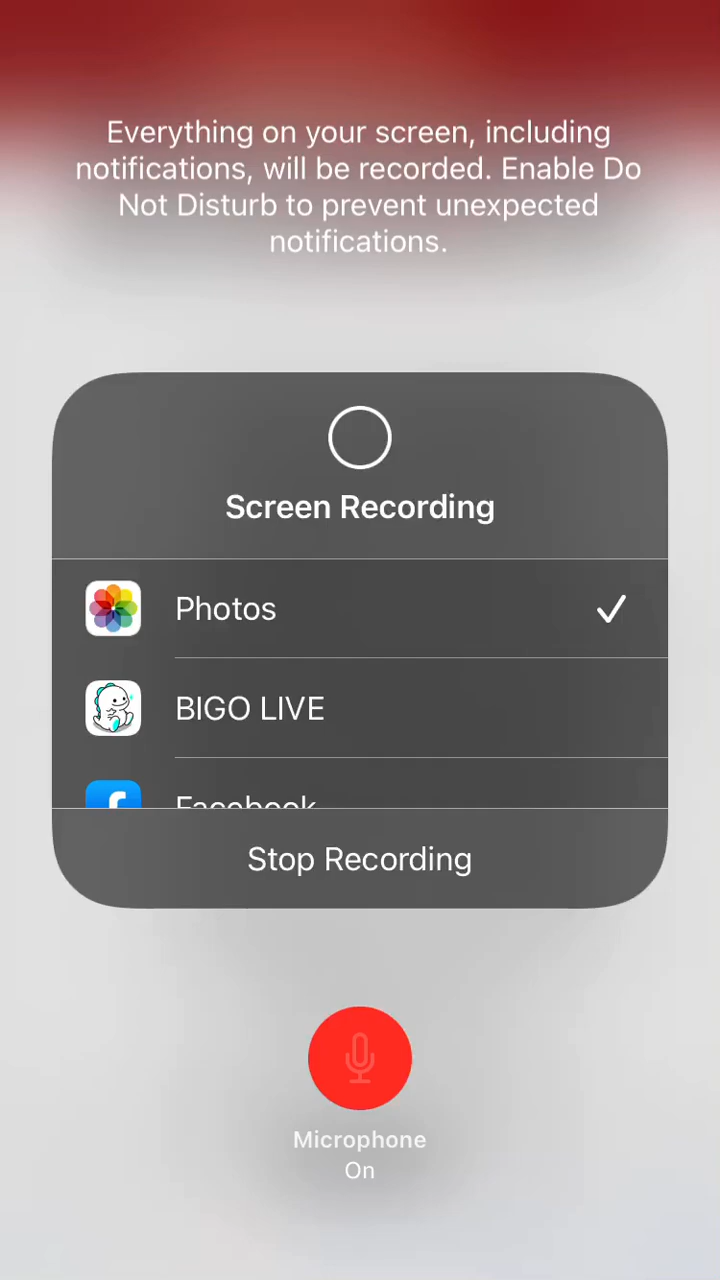 Everything on your screen, including
notifications, will be recorded. Enable Do
Not Disturb to prevent unexpected
notifications.
Screen Recording
Photos
BIGO LIVE
Facebook
Stop Recording
Microphone
On